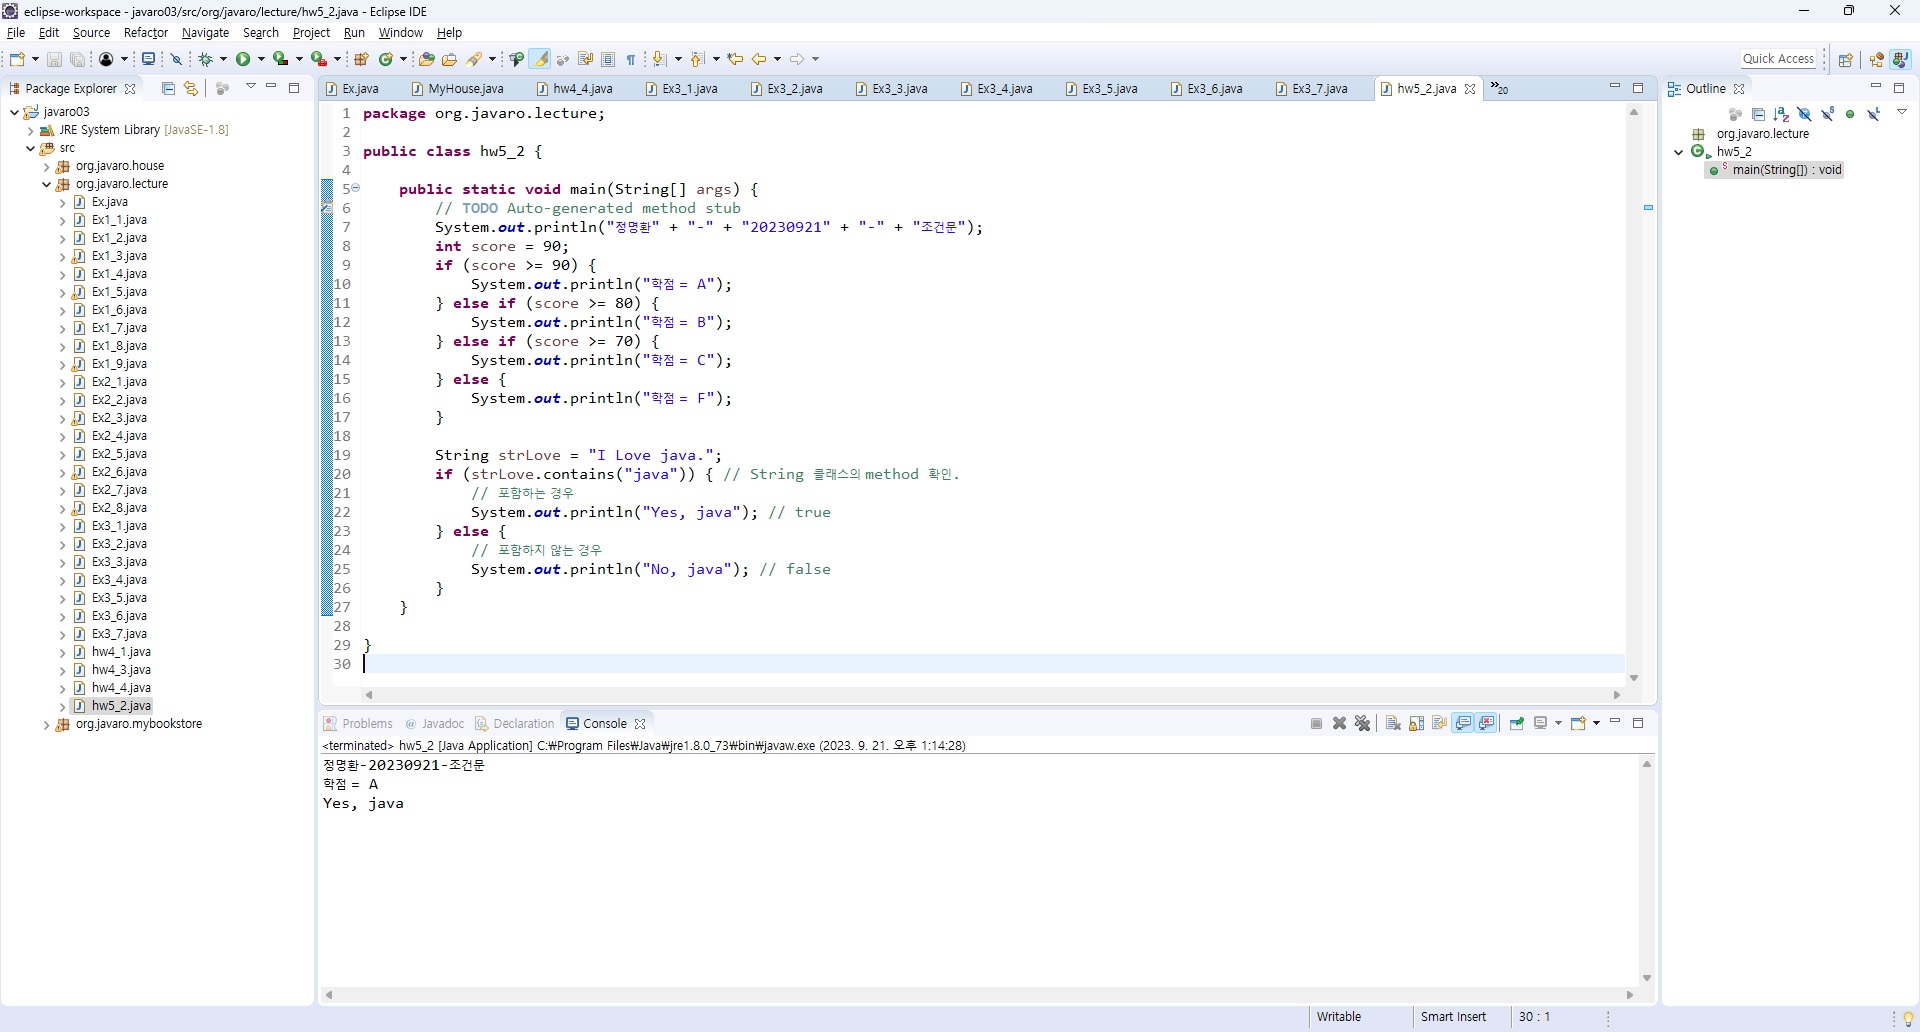 eclipse-workspace - javaro03/src/org/javaro/lecture/hw5_2.java - Eclipse IDE
File Edit Source Refactor Navigate Search Project Run Window Help
Quick Access
Package Explorer
javaro03
JRE System Library [JavaSE-1.8]
src
org.javaro.house
org.javaro.lecture
Ex.java
Ex1_1.java
Ex1_2.java
Ex1_3.java
Ex1_4.java
Ex1_5.java
Ex1_6.java
Ex1_7.java
Ex1_8.java
Ex1_9.java
Ex2_1.java
Ex2_2.java
Ex2_3.java
Ex2_4.java
Ex2_5.java
Ex2_6.java
Ex2_7.java
Ex2_8.java
Ex3_1.java
Ex3_2.java
Ex3_3.java
Ex3_4.java
Ex3_5.java
Ex3_6.java
Ex3_7.java
hw4_1.java
hw4_3.java
hw4_4.java
hw5_2.java
org.javaro.mybookstore
Ex.java MyHouse.java hw4_4.java Ex3_1.java Ex3_2.java Ex3_3.java Ex3_4.java Ex3_5.java Ex3_6.java Ex3_7.java hw5_2.java »20
1 package org.javaro.lecture;
2
3 public class hw5_2 {
4
5 public static void main(String[] args) {
6 // TODO Auto-generated method stub
7 System.out.println("정명환" + "-" + "20230921" + "-" + "조건문");
8 int score = 90;
9 if (score >= 90) {
10 System.out.println("학점 = A");
11 } else if (score >= 80) {
12 System.out.println("학점 = B");
13 } else if (score >= 70) {
14 System.out.println("학점 = C");
15 } else {
16 System.out.println("학점 = F");
17 }
18
19 String strLove = "I Love java.";
20 if (strLove.contains("java")) { // String 클래스의 method 확인.
21 // 포함하는 경우
22 System.out.println("Yes, java"); // true
23 } else {
24 // 포함하지 않는 경우
25 System.out.println("No, java"); // false
26 }
27 }
28
29 }
30
Problems Javadoc Declaration Console
<terminated> hw5_2 [Java Application] C:₩Program Files₩Java₩jre1.8.0_73₩bin₩javaw.exe (2023. 9. 21. 오후 1:14:28)
정명환-20230921-조건문
학점 = A
Yes, java
Outline
org.javaro.lecture
hw5_2
main(String[]) : void
Writable Smart Insert 30 : 1